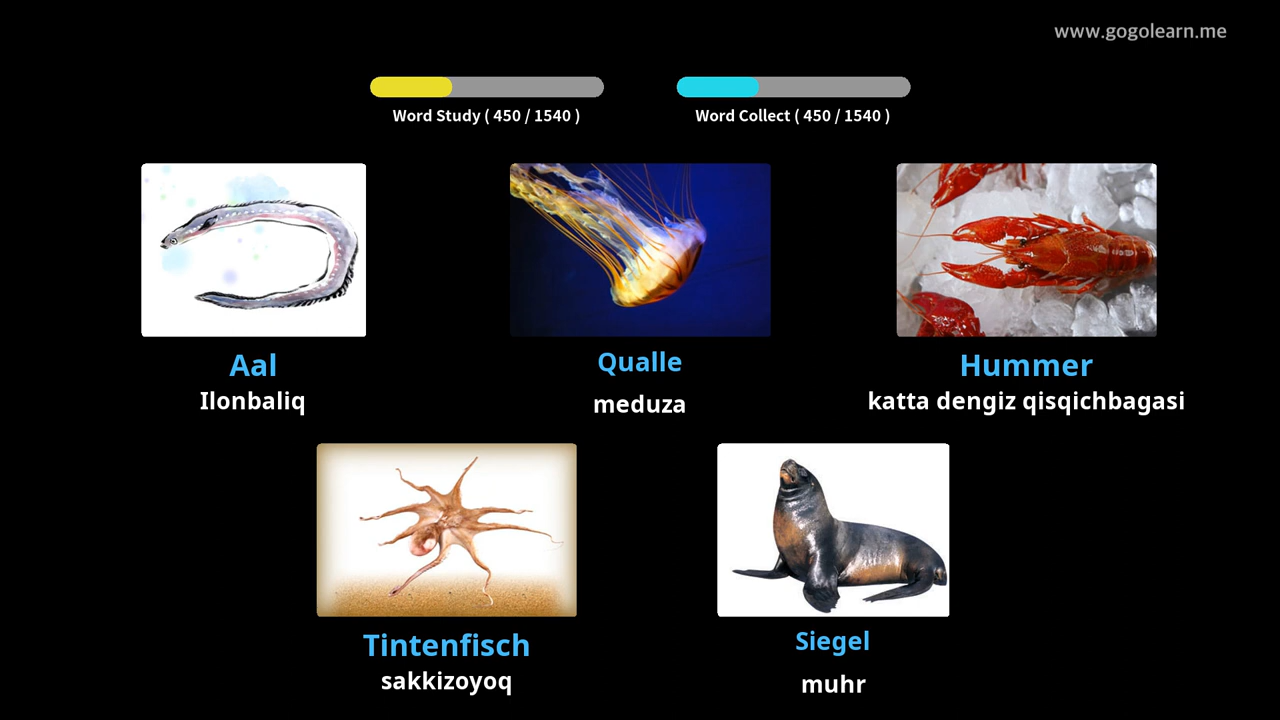 www.gogolearn.me
Word Study ( 450 / 1540 )
Word Collect ( 450 / 1540 )
Aal
Ilonbaliq
Qualle
meduza
Hummer
katta dengiz qisqichbagasi
Tintenfisch
sakkizoyoq
Siegel
muhr